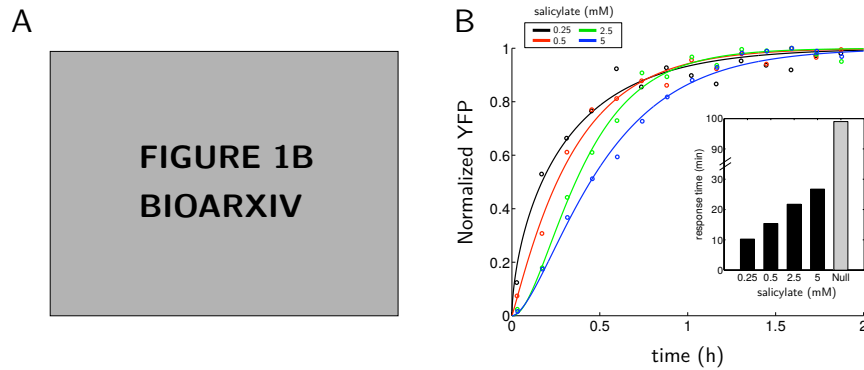 A
FIGURE 1B
BIOARXIV
B
salicylate (mM)
0.25
2.5
0.5
5
Normalized YFP
1
0.8
0.6
0.4
0.2
0
0
0.5
1
1.5
2
time (h)
response time (min)
100
90
30
20
10
0
0.25 0.5 2.5 5 Null
salicylate (mM)